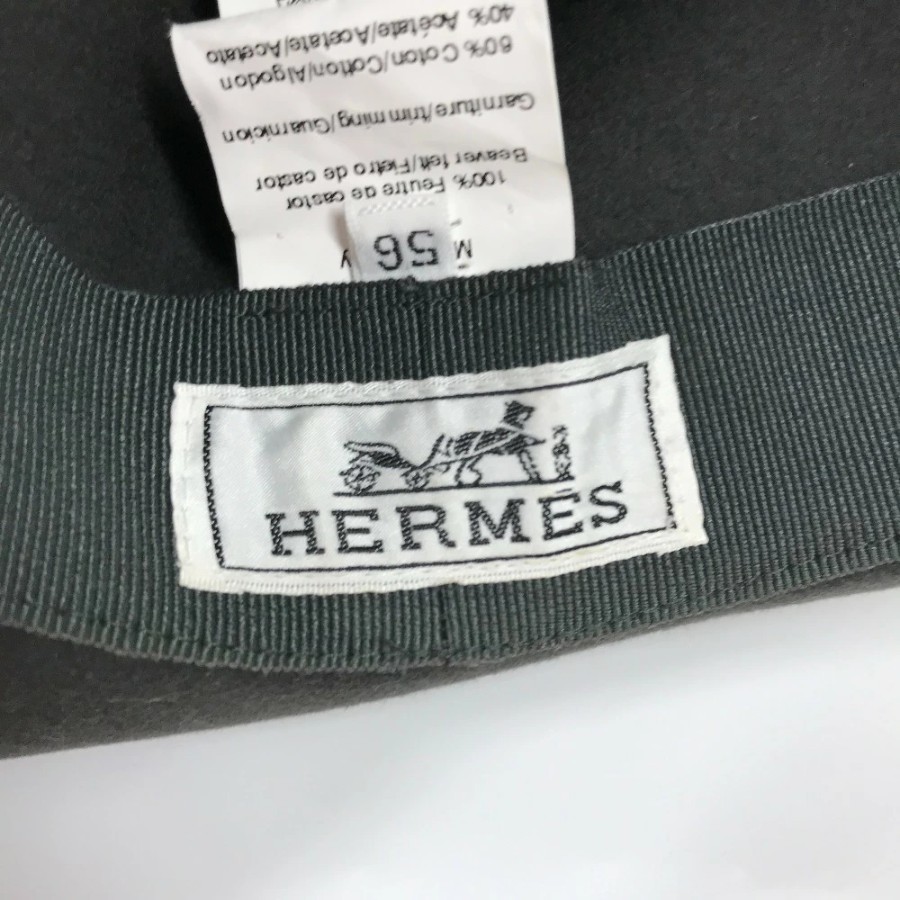 M
56
100% Feutre de castor
Beaver felt/Fieltro de castor
Garniture/trimming/Guarnicion
60% Coton/Cotton/Algodon
40% Acétate/Acetate/Acetato
HERMES